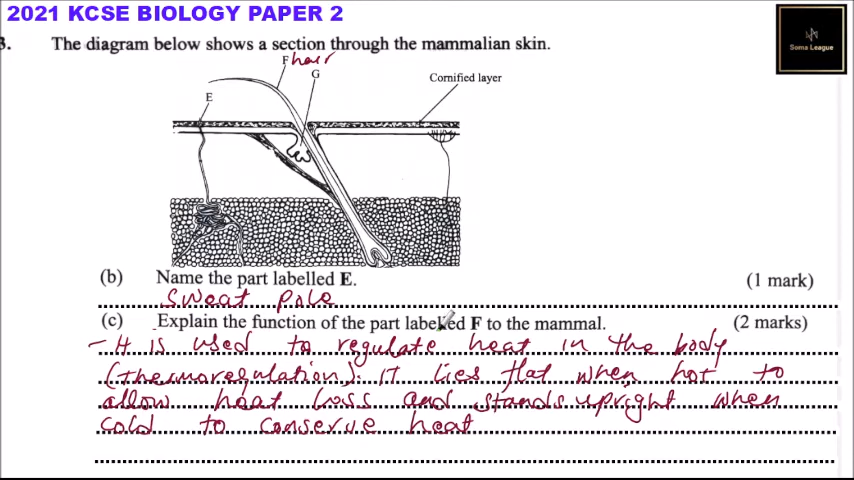 2021 KCSE BIOLOGY PAPER 2
3. The diagram below shows a section through the mammalian skin.
Soma League
F hair
G
Cornified layer
E
(b) Name the part labelled E. (1 mark)
sweat pole
(c) Explain the function of the part labelled F to the mammal. (2 marks)
- It is used to regulate heat in the body
(thermoregulation). It lies flat when hot to
allow heat loss and stands upright when
cold to conserve heat